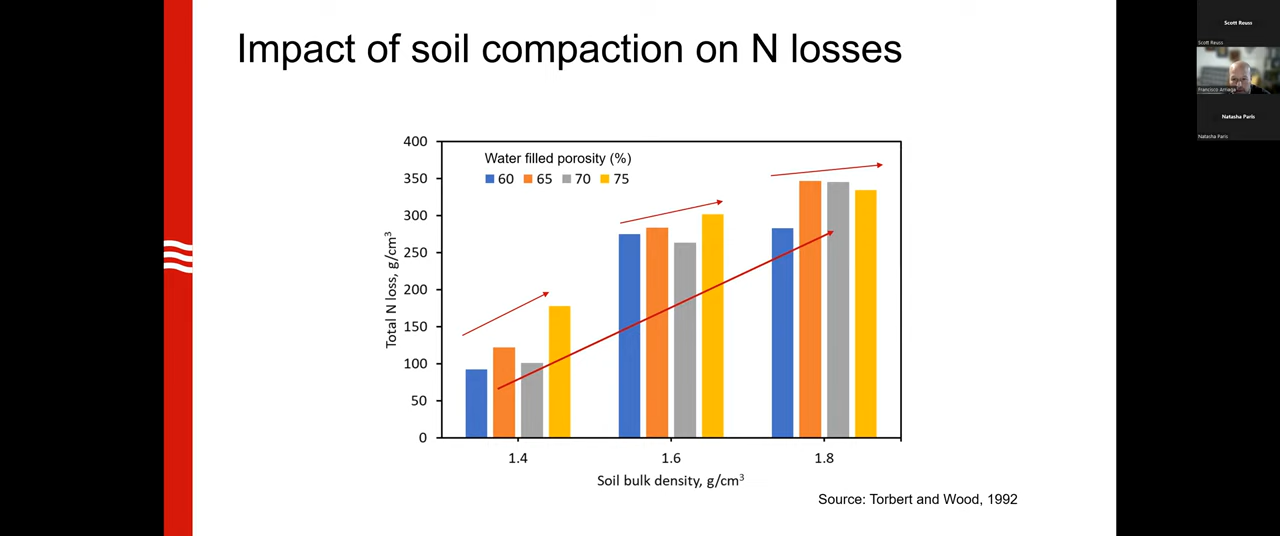 Impact of soil compaction on N losses
Scott Reuss
Scott Reuss
Francisco Arriaga
Natasha Paris
Natasha Paris
Water filled porosity (%)
60 65 70 75
400
350
300
250
200
150
100
50
0
Total N loss, g/cm³
1.4 1.6 1.8
Soil bulk density, g/cm³
Source: Torbert and Wood, 1992